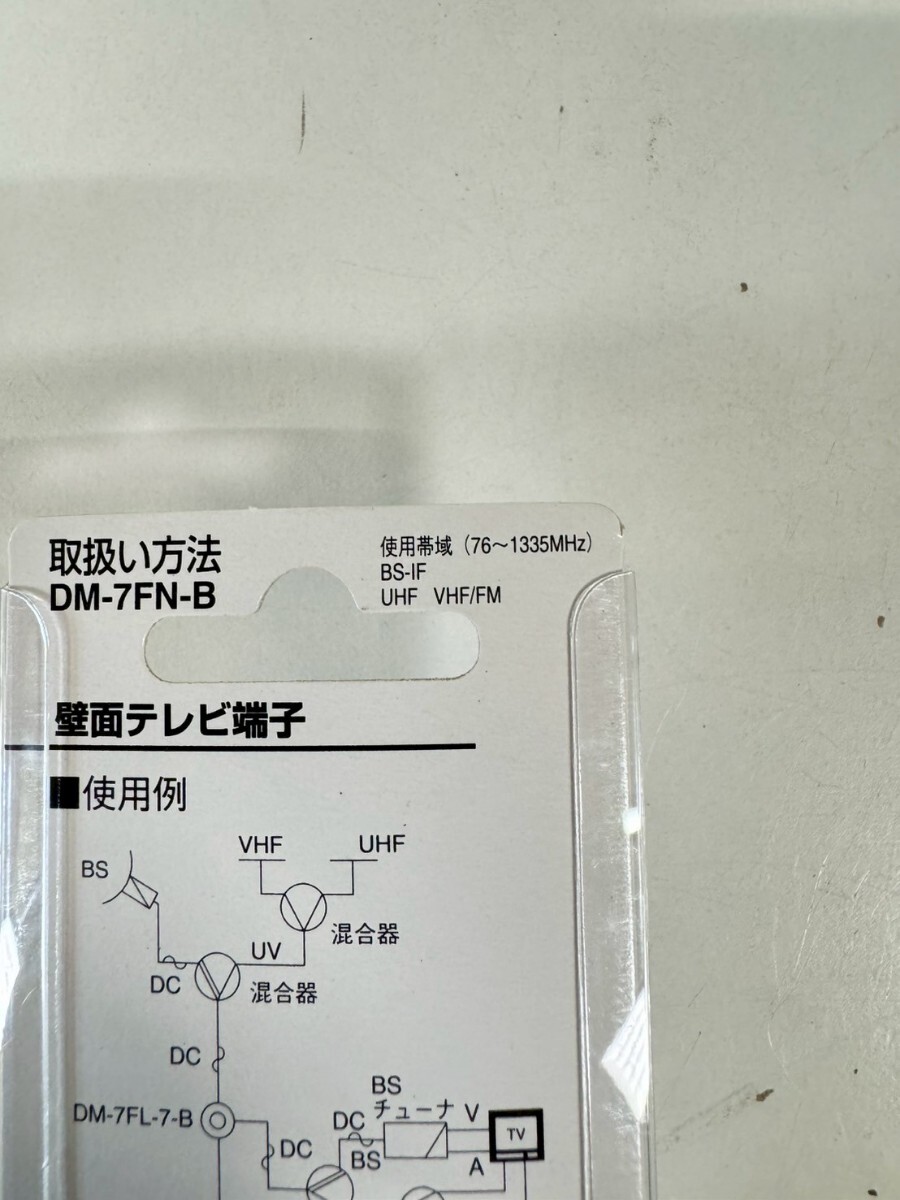 取扱い方法
DM-7FN-B
使用帯域（76～1335MHz）
BS-IF
UHF VHF/FM
壁面テレビ端子
■使用例
VHF UHF
BS
混合器
UV
DC
混合器
DC
BS
チューナ
DM-7FL-7-B
DC
V
TV
DC
BS
A